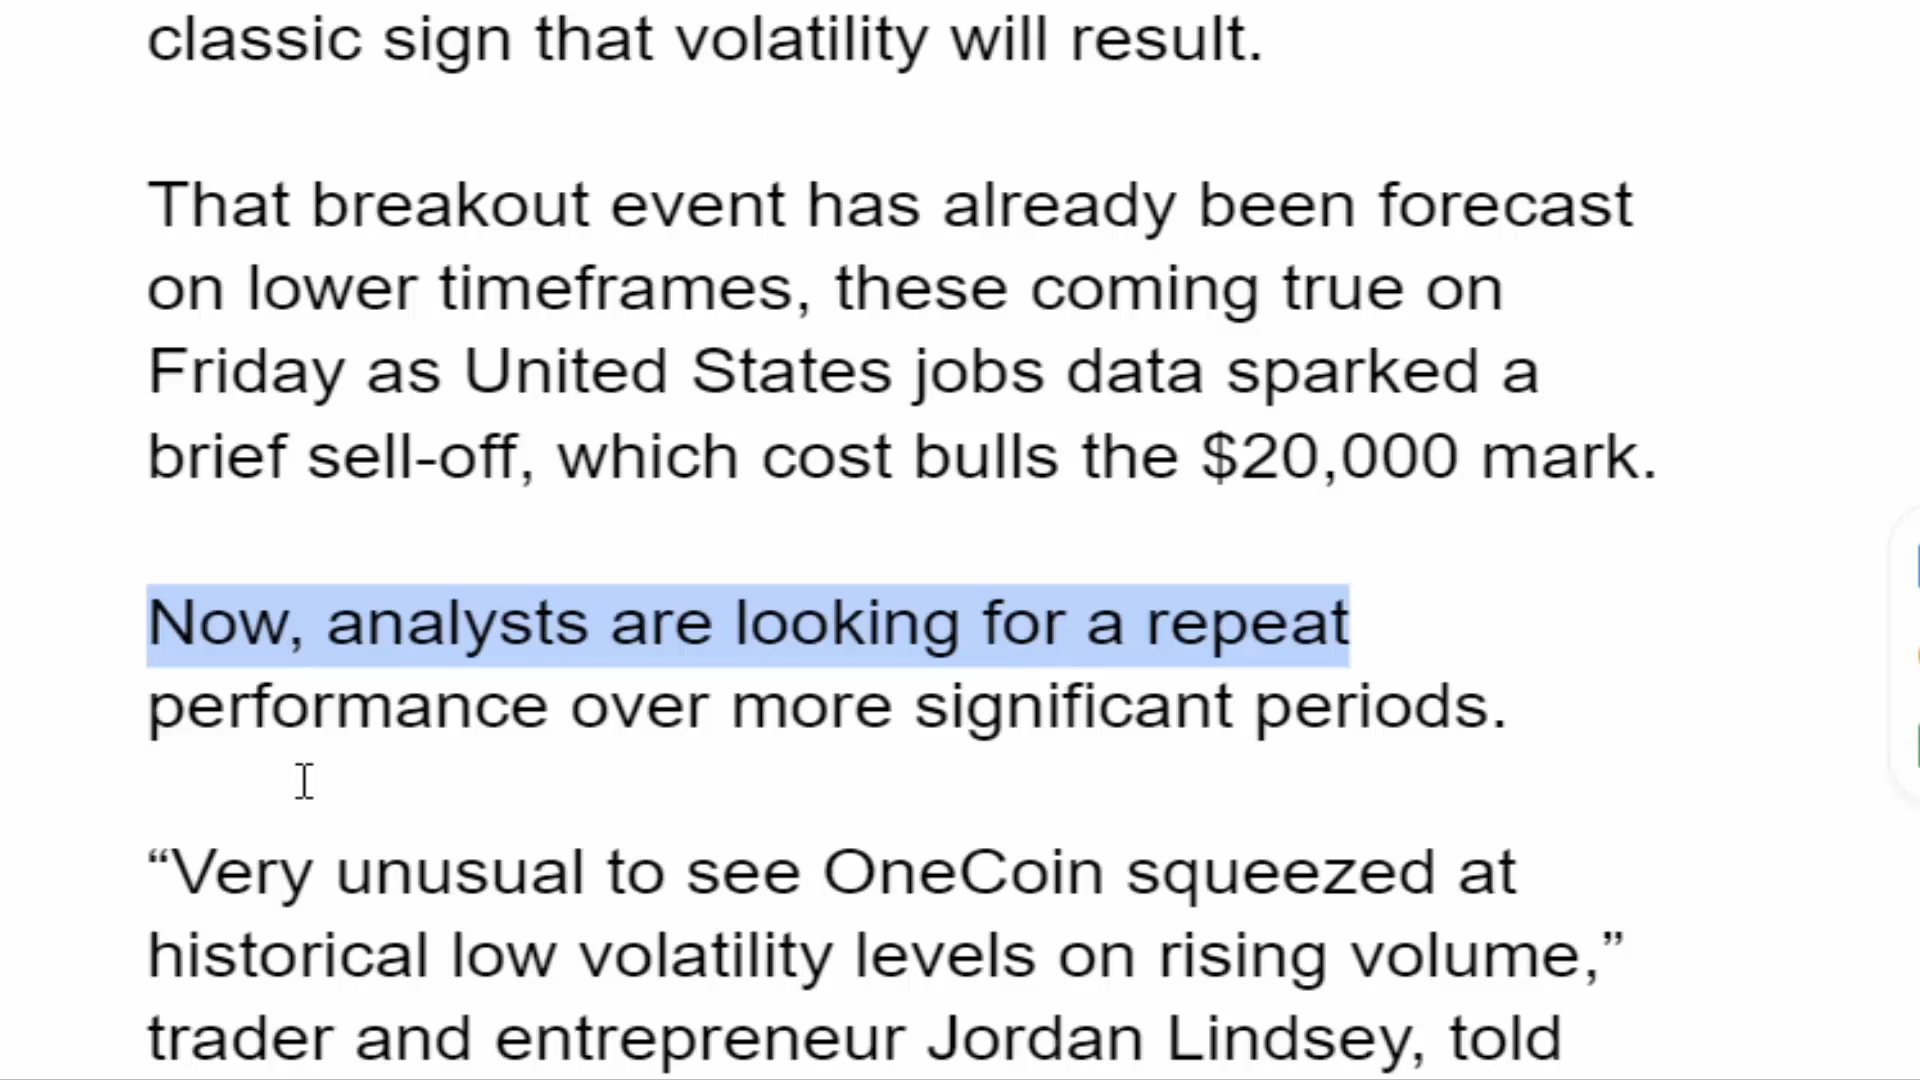 classic sign that volatility will result.
That breakout event has already been forecast
on lower timeframes, these coming true on
Friday as United States jobs data sparked a
brief sell-off, which cost bulls the $20,000 mark.
Now, analysts are looking for a repeat
performance over more significant periods.
“Very unusual to see OneCoin squeezed at
historical low volatility levels on rising volume,”
trader and entrepreneur Jordan Lindsey, told